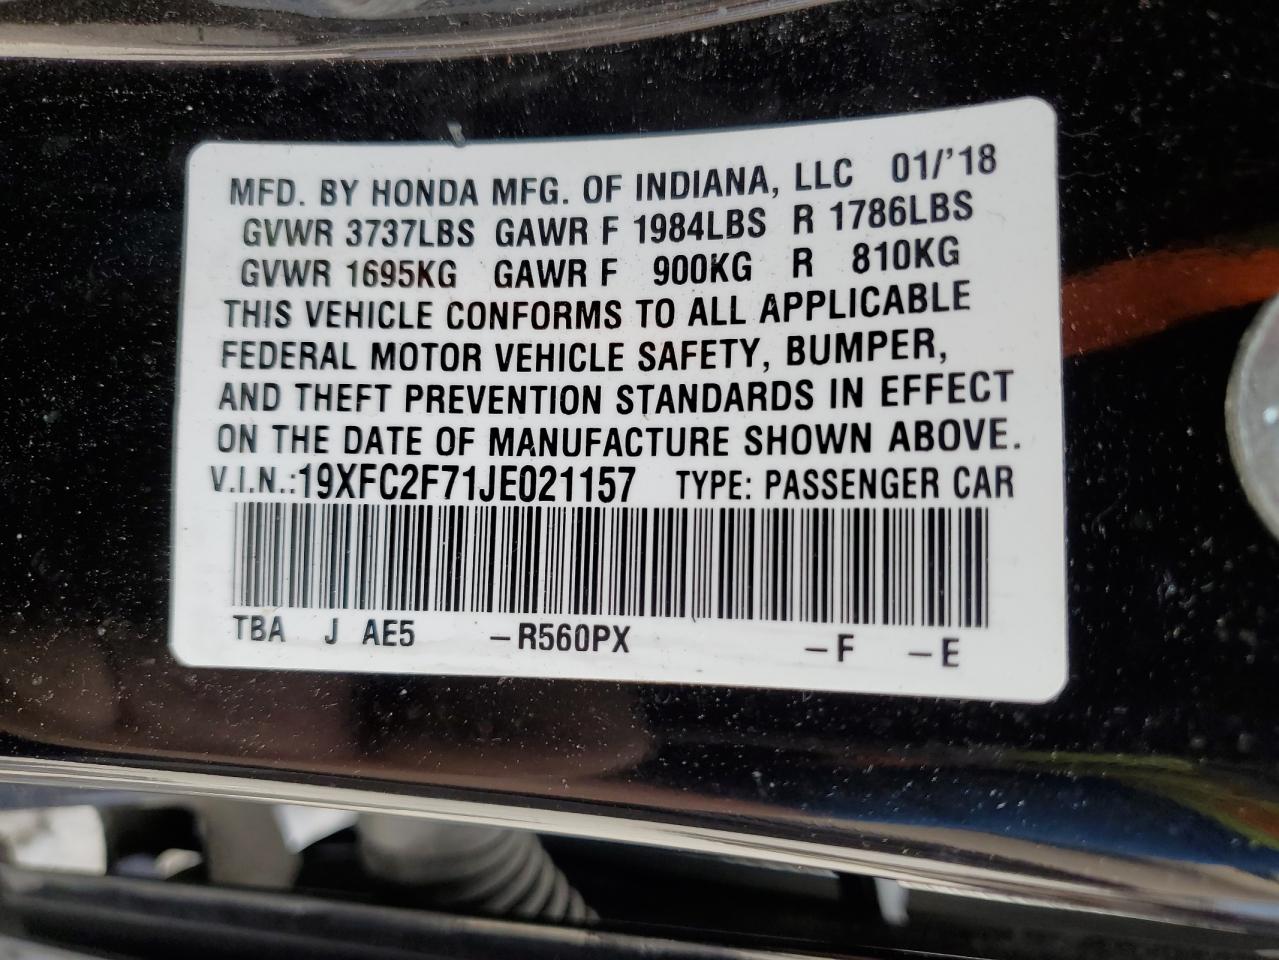 MFD. BY HONDA MFG. OF INDIANA, LLC 01/'18
GVWR 3737LBS GAWR F 1984LBS R 1786LBS
GVWR 1695KG GAWR F 900KG R 810KG
THIS VEHICLE CONFORMS TO ALL APPLICABLE
FEDERAL MOTOR VEHICLE SAFETY, BUMPER,
AND THEFT PREVENTION STANDARDS IN EFFECT
ON THE DATE OF MANUFACTURE SHOWN ABOVE.
V.I.N.:19XFC2F71JE021157 TYPE: PASSENGER CAR
TBA J AE5 –R560PX –F –E